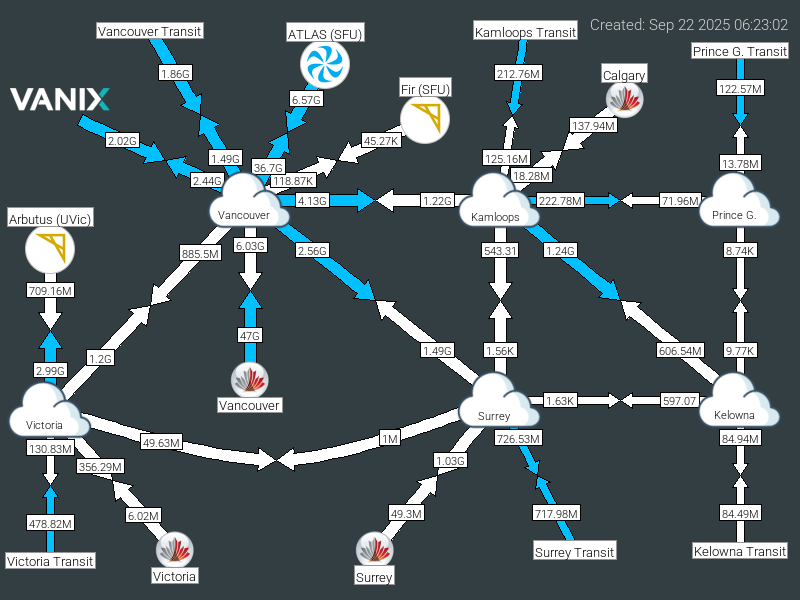 Created: Sep 22 2025 06:23:02
Vancouver Transit
ATLAS (SFU)
Kamloops Transit
Prince G. Transit
1.86G
212.76M
Calgary
122.57M
Fir (SFU)
VANIX
6.57G
137.94M
2.02G
45.27K
1.49G
125.16M
13.78M
36.7G
18.28M
2.44G
118.87K
4.13G
1.22G
222.78M
71.96M
Vancouver
Kamloops
Prince G.
Arbutus (UVic)
885.5M
6.03G
2.56G
543.31
1.24G
8.74K
709.16M
47G
1.2G
1.49G
1.56K
606.54M
9.77K
2.99G
Vancouver
1.63K
597.07
Victoria
Surrey
Kelowna
130.83M
49.63M
1M
726.53M
84.94M
356.29M
1.03G
478.82M
6.02M
49.3M
717.98M
84.49M
Victoria Transit
Victoria
Surrey
Surrey Transit
Kelowna Transit